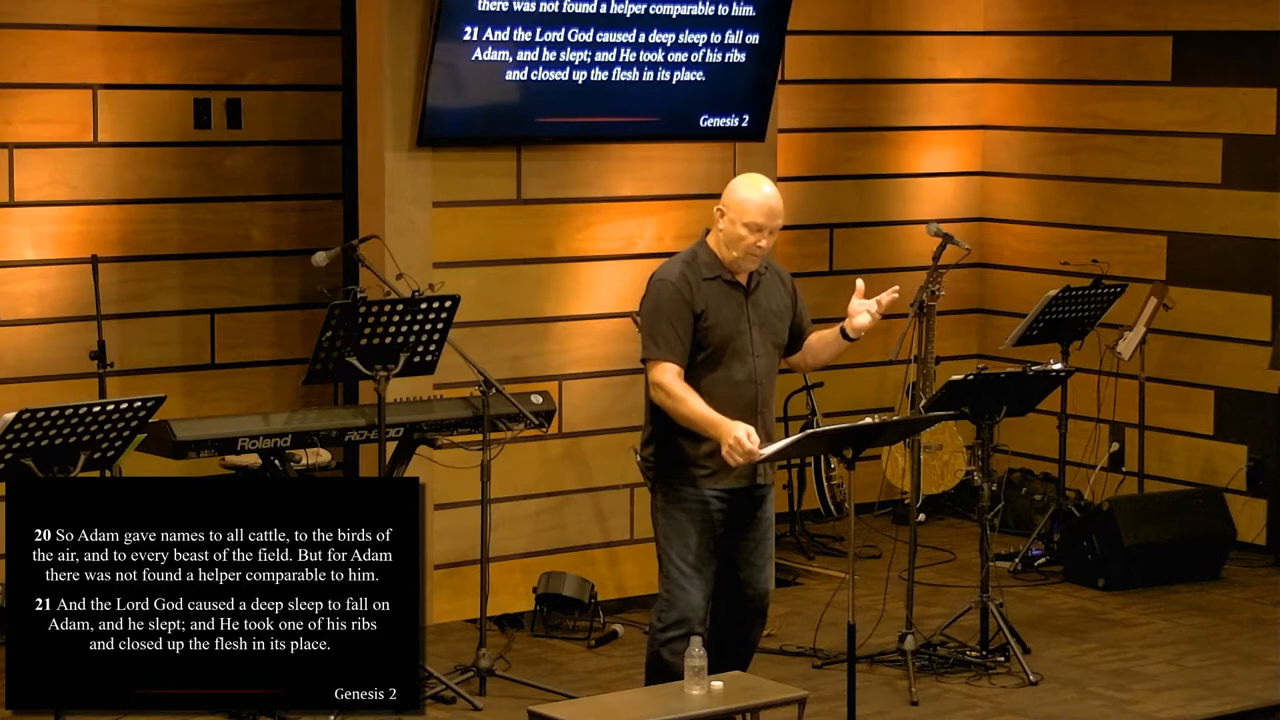 there was not found a helper comparable to him.
21 And the Lord God caused a deep sleep to fall on
Adam, and he slept; and He took one of his ribs
and closed up the flesh in its place.
Genesis 2
Roland
RD-800
20 So Adam gave names to all cattle, to the birds of
the air, and to every beast of the field. But for Adam
there was not found a helper comparable to him.
21 And the Lord God caused a deep sleep to fall on
Adam, and he slept; and He took one of his ribs
and closed up the flesh in its place.
Genesis 2